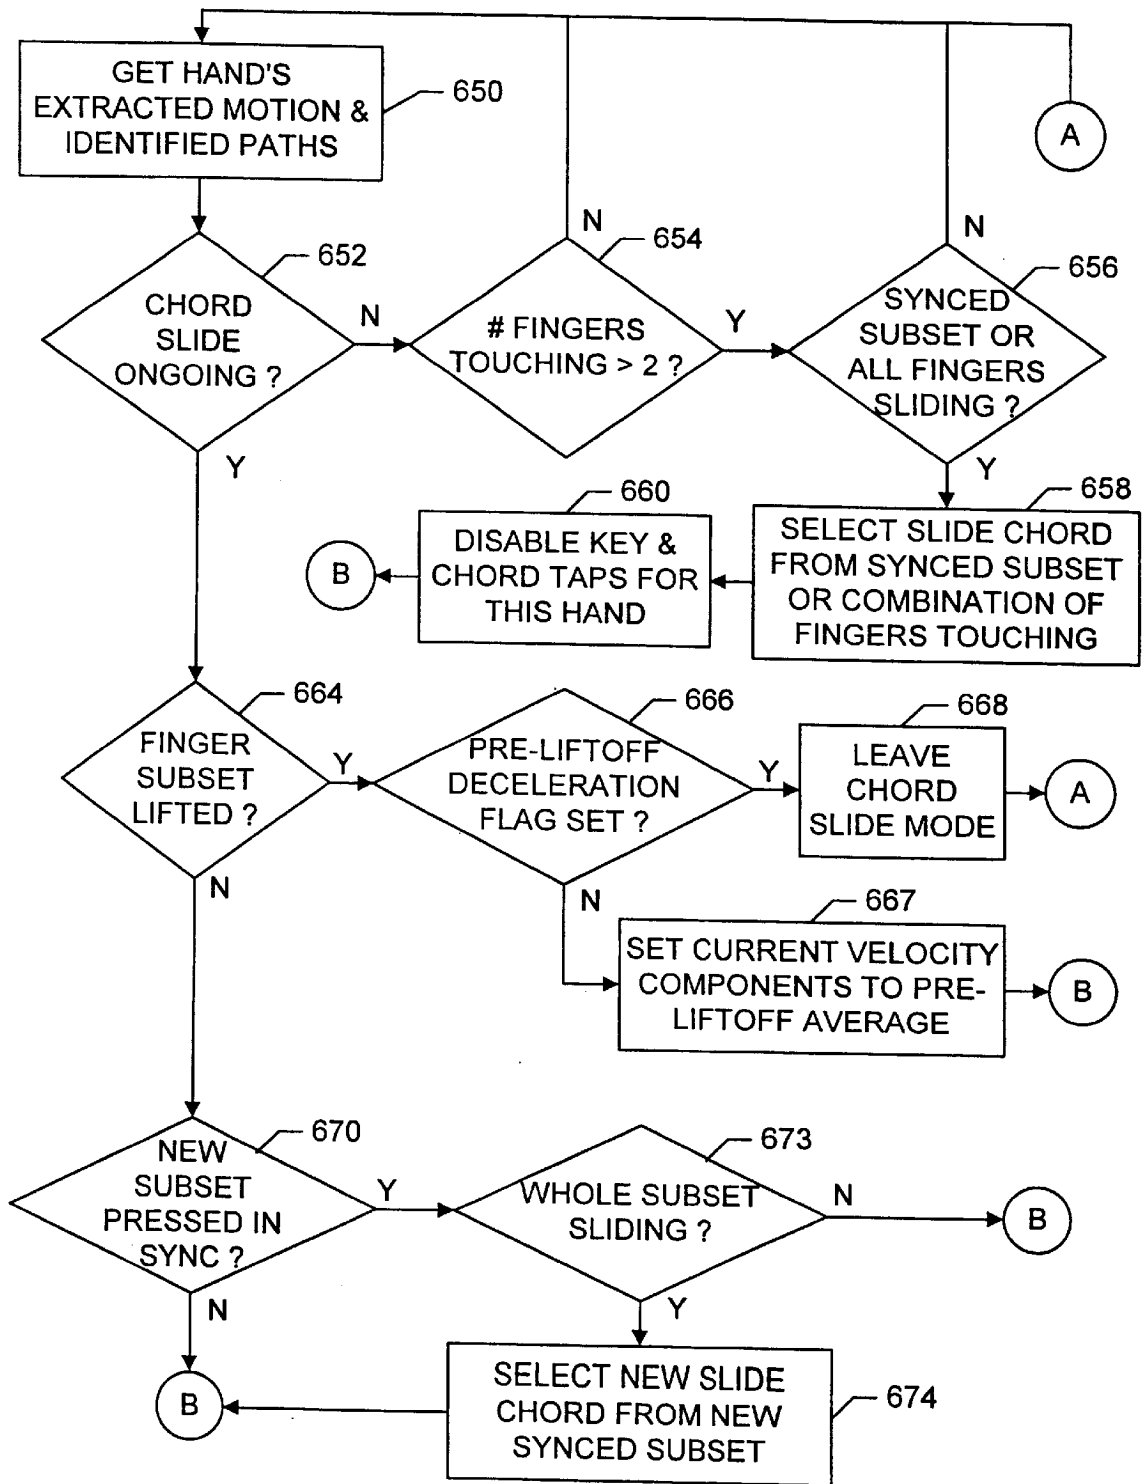 GET HAND'S
EXTRACTED MOTION &
IDENTIFIED PATHS
650
A
652
CHORD
SLIDE
ONGOING ?
N
Y
N
654
# FINGERS
TOUCHING > 2 ?
Y
N
656
SYNCED
SUBSET OR
ALL FINGERS
SLIDING ?
Y
658
SELECT SLIDE CHORD
FROM SYNCED SUBSET
OR COMBINATION OF
FINGERS TOUCHING
660
DISABLE KEY &
CHORD TAPS FOR
THIS HAND
B
664
FINGER
SUBSET
LIFTED ?
Y
N
666
PRE-LIFTOFF
DECELERATION
FLAG SET ?
Y
N
668
LEAVE
CHORD
SLIDE MODE
A
667
SET CURRENT VELOCITY
COMPONENTS TO PRE-
LIFTOFF AVERAGE
B
670
NEW
SUBSET
PRESSED IN
SYNC ?
Y
N
673
WHOLE SUBSET
SLIDING ?
N
B
Y
B
SELECT NEW SLIDE
CHORD FROM NEW
SYNCED SUBSET
674